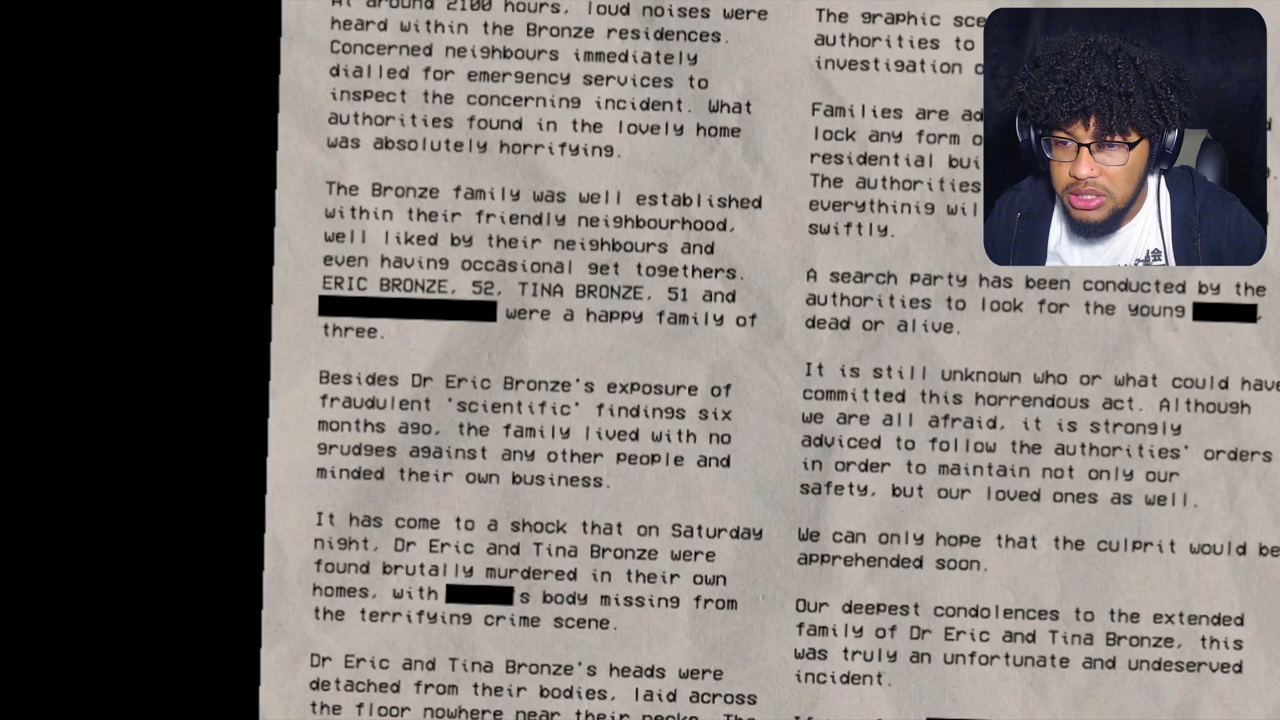 At around 2100 hours, loud noises were
heard within the Bronze residences.
Concerned neighbours immediately
dialled for emergency services to
inspect the concerning incident. What
authorities found in the lovely home
was absolutely horrifying.
The Bronze family was well established
within their friendly neighbourhood,
well liked by their neighbours and
even having occasional get togethers.
ERIC BRONZE, 52, TINA BRONZE, 51 and
were a happy family of
three.
Besides Dr Eric Bronze's exposure of
fraudulent 'scientific' findings six
months ago, the family lived with no
grudges against any other people and
minded their own business.
It has come to a shock that on Saturday
night, Dr Eric and Tina Bronze were
found brutally murdered in their own
homes, with 's body missing from
the terrifying crime scene.
Dr Eric and Tina Bronze's heads were
detached from their bodies, laid across
the floor nowhere near their necks. The
The graphic sce
authorities to
investigation o
Families are ad
lock any form o
residential bui
The authorities
everythinig wil
swiftly.
A search party has been conducted by the
authorities to look for the young ,
dead or alive.
It is still unknown who or what could have
committed this horrendous act. Although
we are all afraid, it is strongly
adviced to follow the authorities' orders
in order to maintain not only our
safety, but our loved ones as well.
We can only hope that the culprit would be
apprehended soon.
Our deepest condolences to the extended
family of Dr Eric and Tina Bronze, this
was truly an unfortunate and undeserved
incident.